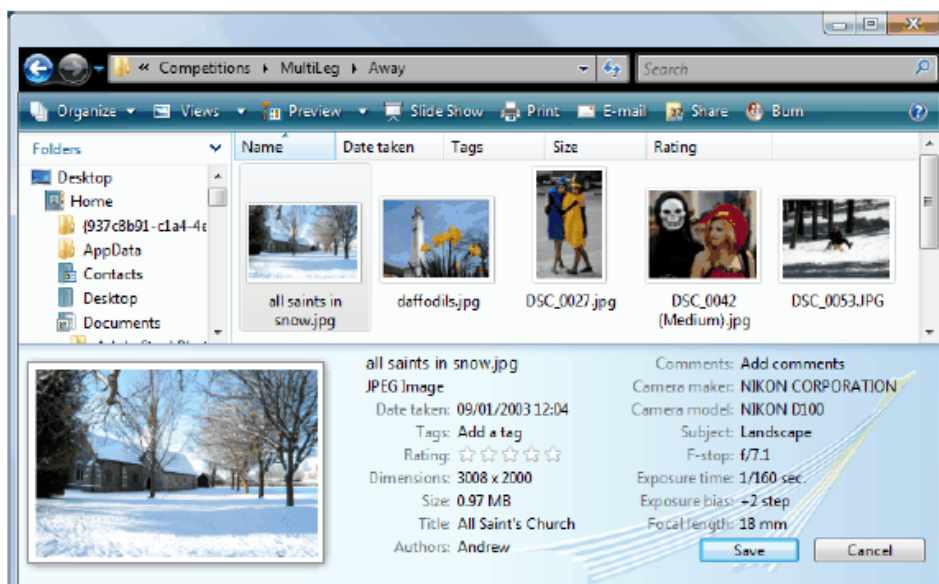 « Competitions ▸ MultiLeg ▸ Away Search
Organize Views Preview Slide Show Print E-mail Share Burn
Folders Name Date taken Tags Size Rating
Desktop
Home
{937c8b91-c1a4-4e
AppData
Contacts
Desktop
Documents
all saints in
snow.jpg
daffodils.jpg
DSC_0027.jpg
DSC_0042
(Medium).jpg
DSC_0053.JPG
all saints in snow.jpg
JPEG Image
Date taken: 09/01/2003 12:04
Tags: Add a tag
Rating:
Dimensions: 3008 x 2000
Size: 0.97 MB
Title: All Saint's Church
Authors: Andrew
Comments: Add comments
Camera maker: NIKON CORPORATION
Camera model: NIKON D100
Subject: Landscape
F-stop: f/7.1
Exposure time: 1/160 sec.
Exposure bias: +2 step
Focal length: 18 mm
Save Cancel